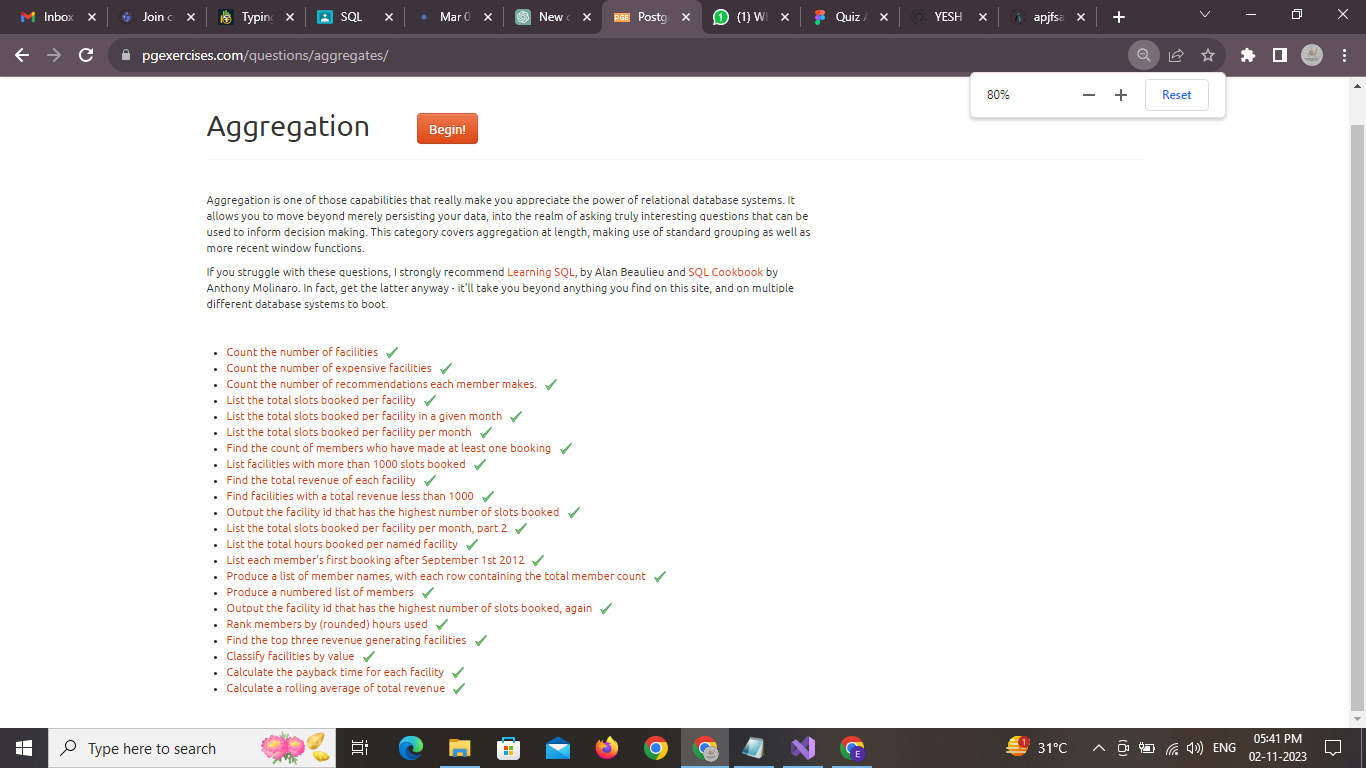 Inbox
Join c
Typing
SQL
Mar 0
New c
PGE Postg
1 (1) W
Quiz
YESH
apjfsa
pgexercises.com/questions/aggregates/
80%
Reset
Aggregation
Begin!
Aggregation is one of those capabilities that really make you appreciate the power of relational database systems. It
allows you to move beyond merely persisting your data, into the realm of asking truly interesting questions that can be
used to inform decision making. This category covers aggregation at length, making use of standard grouping as well as
more recent window functions.
If you struggle with these questions, I strongly recommend Learning SQL, by Alan Beaulieu and SQL Cookbook by
Anthony Molinaro. In fact, get the latter anyway - it'll take you beyond anything you find on this site, and on multiple
different database systems to boot.
Count the number of facilities
Count the number of expensive facilities
Count the number of recommendations each member makes.
List the total slots booked per facility
List the total slots booked per facility in a given month
List the total slots booked per facility per month
Find the count of members who have made at least one booking
List facilities with more than 1000 slots booked
Find the total revenue of each facility
Find facilities with a total revenue less than 1000
Output the facility id that has the highest number of slots booked
List the total slots booked per facility per month, part 2
List the total hours booked per named facility
List each member's first booking after September 1st 2012
Produce a list of member names, with each row containing the total member count
Produce a numbered list of members
Output the facility id that has the highest number of slots booked, again
Rank members by (rounded) hours used
Find the top three revenue generating facilities
Classify facilities by value
Calculate the payback time for each facility
Calculate a rolling average of total revenue
Type here to search
E
1
31°C
ENG
05:41 PM
02-11-2023